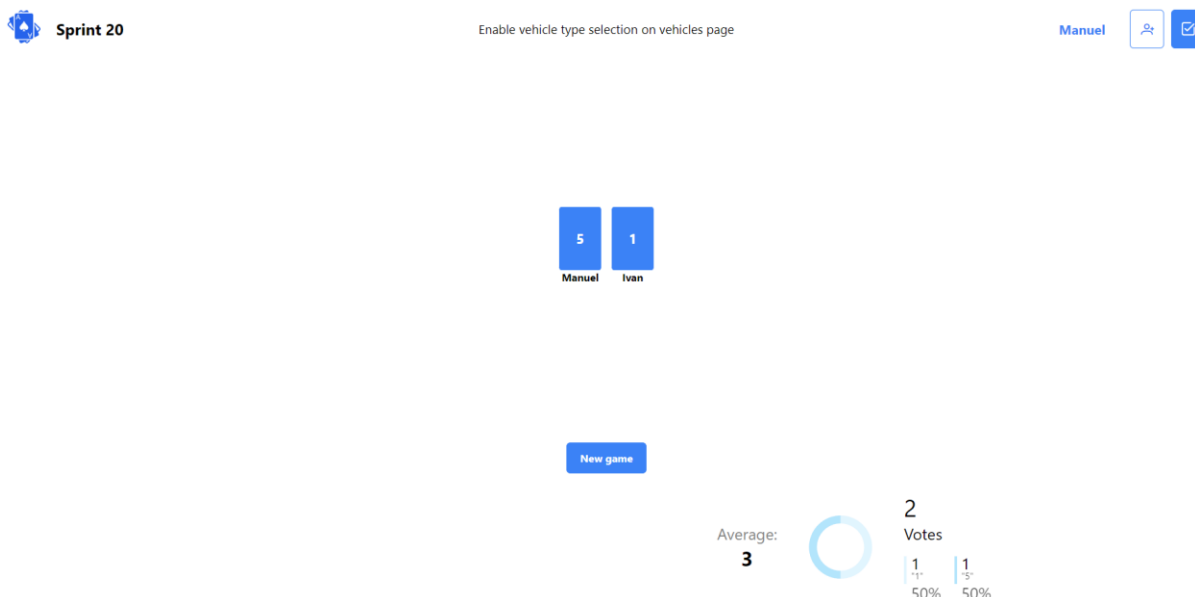 Sprint 20
Enable vehicle type selection on vehicles page
Manuel
5 1
Manuel Ivan
New game
Average:
3
2
Votes
1 1
"1" "5"
50% 50%